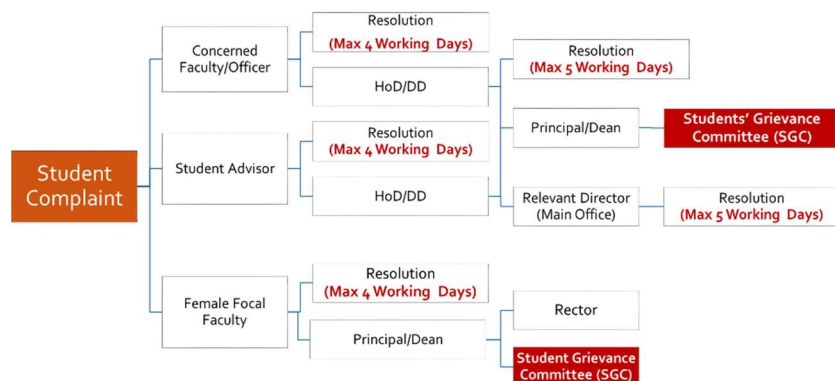 Student
Complaint
Concerned
Faculty/Officer
Resolution
(Max 4 Working Days)
HoD/DD
Student Advisor
Resolution
(Max 4 Working Days)
HoD/DD
Resolution
(Max 5 Working Days)
Principal/Dean
Students' Grievance
Committee (SGC)
Relevant Director
(Main Office)
Resolution
(Max 5 Working Days)
Female Focal
Faculty
Resolution
(Max 4 Working Days)
Principal/Dean
Rector
Student Grievance
Committee (SGC)